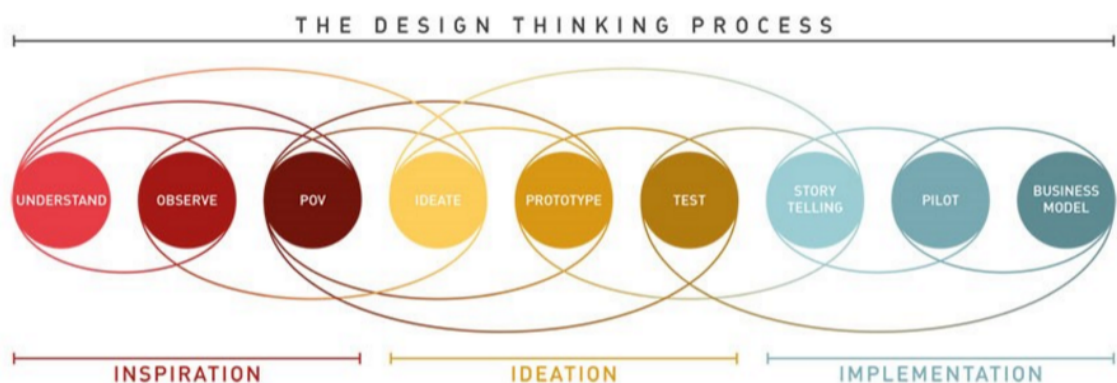 THE DESIGN THINKING PROCESS
UNDERSTAND
OBSERVE
POV
IDEATE
PROTOTYPE
TEST
STORY
TELLING
PILOT
BUSINESS
MODEL
INSPIRATION
IDEATION
IMPLEMENTATION